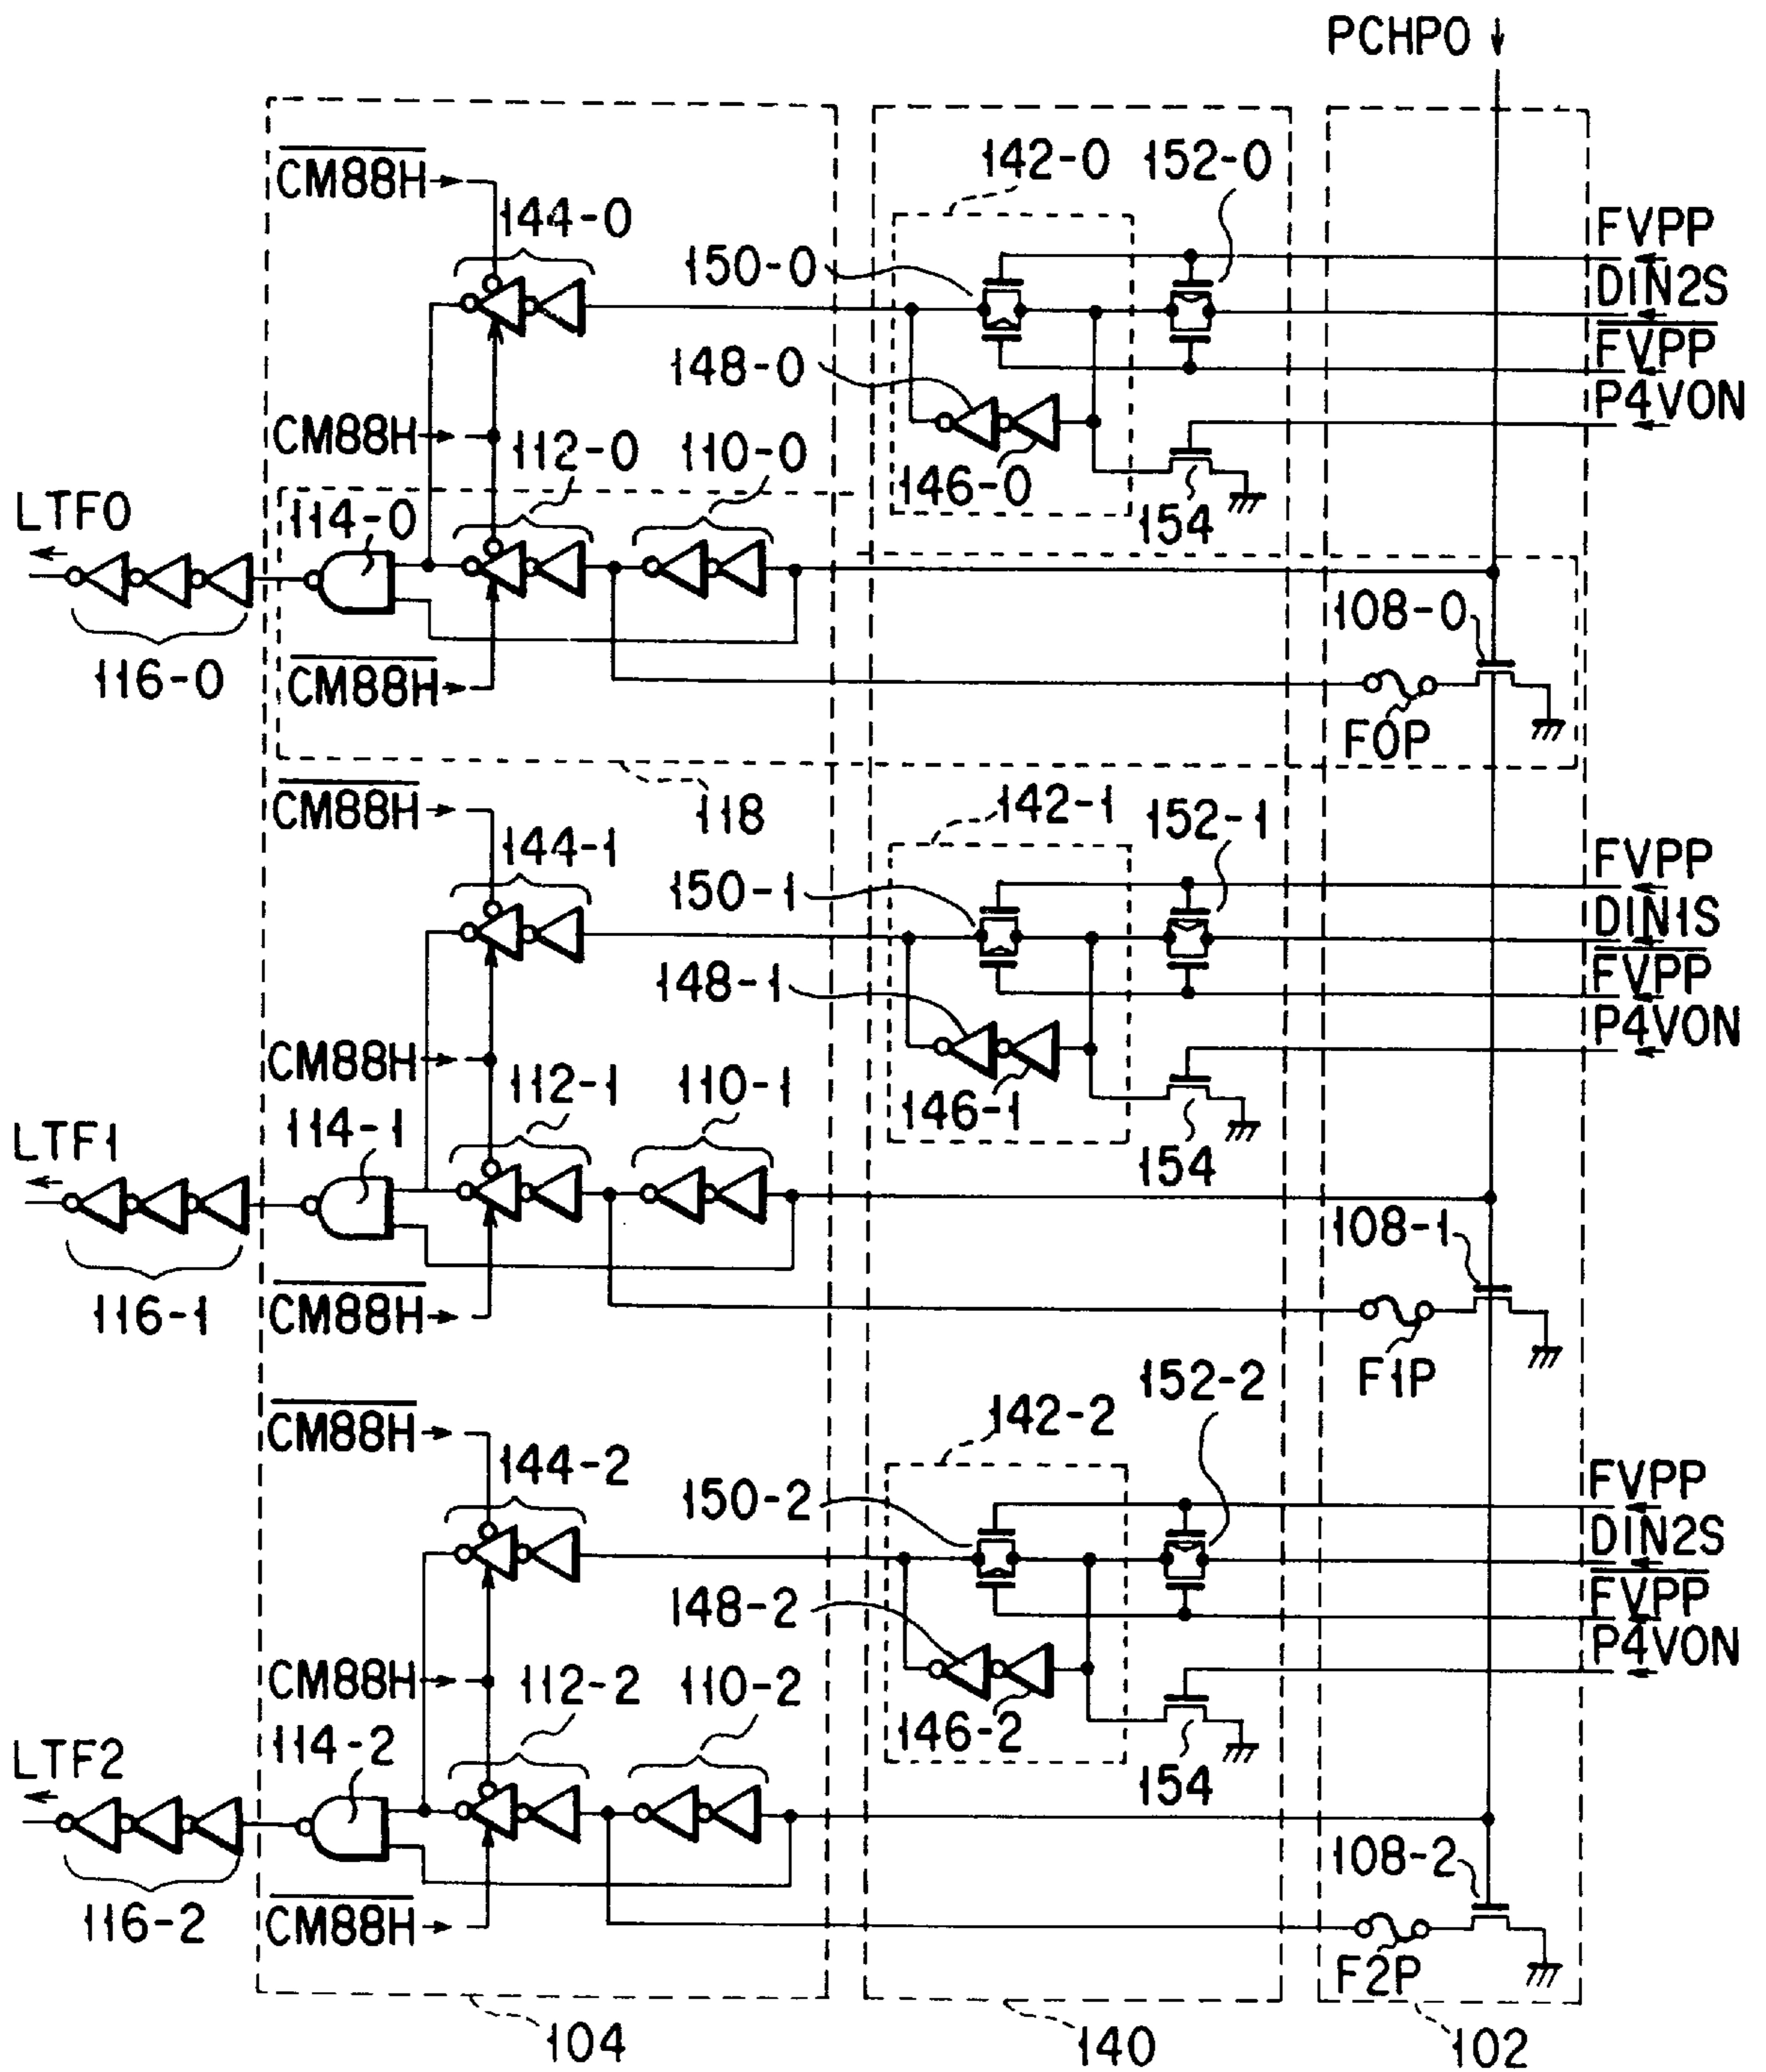 PCHP0
142-0 152-0
CM88H
144-0
FVPP
150-0
DIN2S
FVPP
148-0
P4VON
CM88H
112-0 110-0
146-0
LTF0
114-0
154
108-0
116-0
CM88H
F0P
118
CM88H
142-1 152-1
144-1
FVPP
150-1
DIN1S
FVPP
148-1
P4VON
CM88H
112-1 110-1
146-1
LTF1
114-1
154
108-1
116-1
CM88H
F1P
152-2
142-2
CM88H
144-2
FVPP
150-2
DIN2S
FVPP
148-2
P4VON
CM88H
112-2 110-2
146-2
LTF2
114-2
154
108-2
116-2
CM88H
F2P
104 140 102